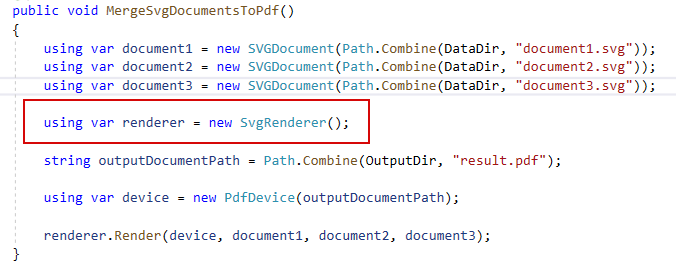 public void MergeSvgDocumentsToPdf()
{
using var document1 = new SVGDocument(Path.Combine(DataDir, "document1.svg"));
using var document2 = new SVGDocument(Path.Combine(DataDir, "document2.svg"));
using var document3 = new SVGDocument(Path.Combine(DataDir, "document3.svg"));
using var renderer = new SvgRenderer();
string outputDocumentPath = Path.Combine(OutputDir, "result.pdf");
using var device = new PdfDevice(outputDocumentPath);
renderer.Render(device, document1, document2, document3);
}